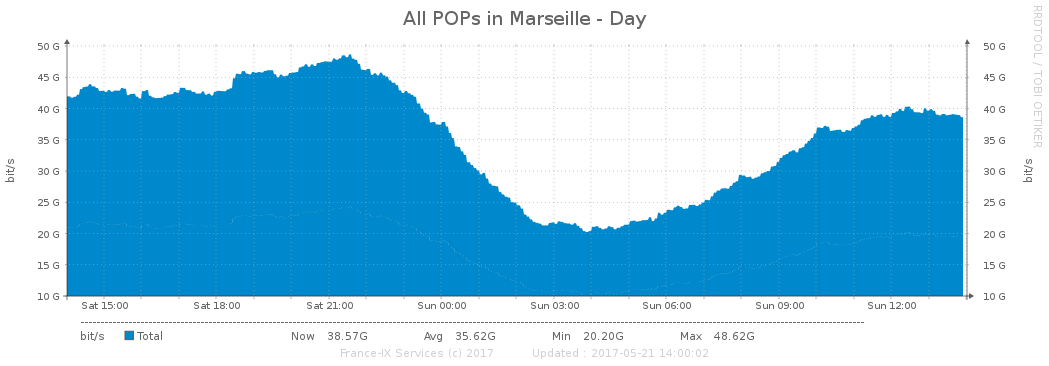 All POPs in Marseille - Day
RRDTOOL / TOBI OETIKER
bit/s
50 G 50 G
45 G 45 G
40 G 40 G
35 G 35 G
30 G 30 G
25 G 25 G
20 G 20 G
15 G 15 G
10 G 10 G
bit/s
Sat 15:00 Sat 18:00 Sat 21:00 Sun 00:00 Sun 03:00 Sun 06:00 Sun 09:00 Sun 12:00
bit/s Total Now 38.57G Avg 35.62G Min 20.20G Max 48.62G
France-IX Services (c) 2017 Updated : 2017-05-21 14:00:02